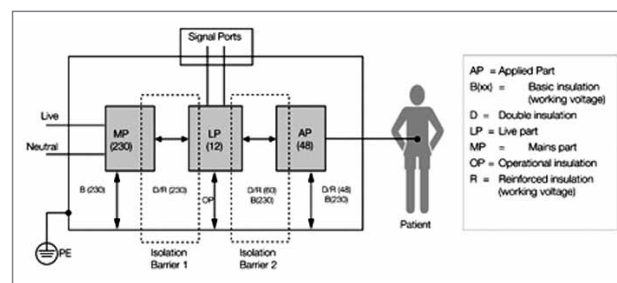 Signal Ports
Live
Neutral
MP
(230)
LP
(12)
AP
(48)
B (230)
D/R (230)
OP
D/R (60)
B(230)
D/R (48)
B(230)
PE
Isolation
Barrier 1
Isolation
Barrier 2
Patient
AP = Applied Part
B(xx) = Basic insulation
(working voltage)
D = Double insulation
LP = Live part
MP = Mains part
OP = Operational insulation
R = Reinforced insulation
(working voltage)